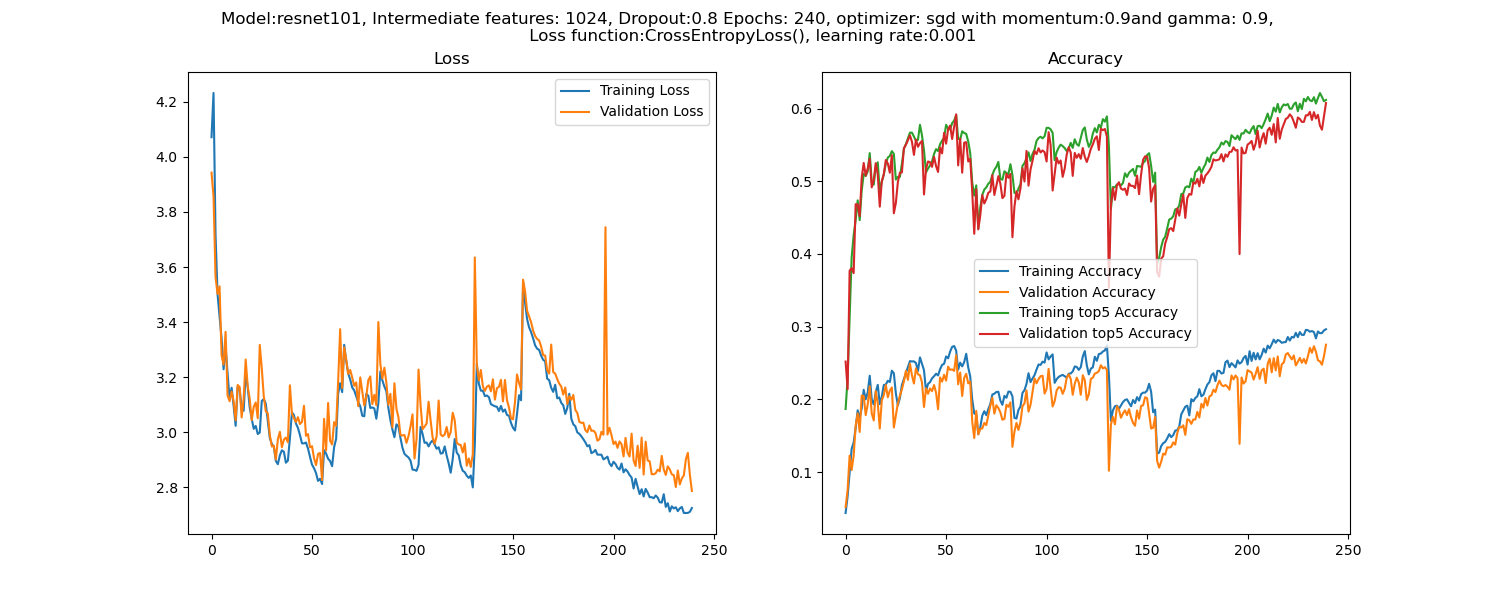 Model:resnet101, Intermediate features: 1024, Dropout:0.8 Epochs: 240, optimizer: sgd with momentum:0.9and gamma: 0.9,
Loss function:CrossEntropyLoss(), learning rate:0.001
Loss
Training Loss
Validation Loss
4.2
4.0
3.8
3.6
3.4
3.2
3.0
2.8
0 50 100 150 200 250
Accuracy
0.6
0.5
0.4
0.3
0.2
0.1
Training Accuracy
Validation Accuracy
Training top5 Accuracy
Validation top5 Accuracy
0 50 100 150 200 250